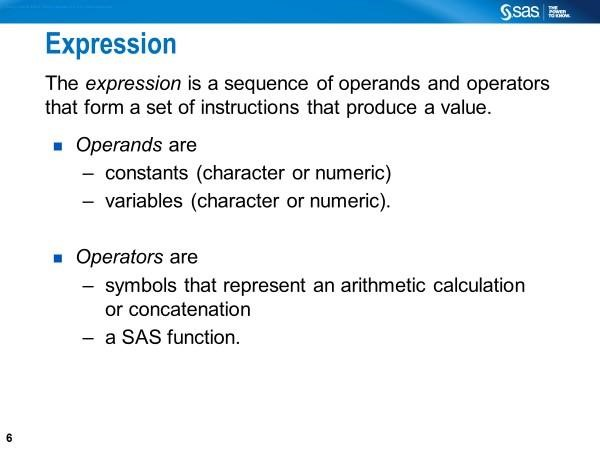 sas THE
POWER
TO KNOW.
Expression
The expression is a sequence of operands and operators
that form a set of instructions that produce a value.
■ Operands are
– constants (character or numeric)
– variables (character or numeric).
■ Operators are
– symbols that represent an arithmetic calculation
or concatenation
– a SAS function.
6